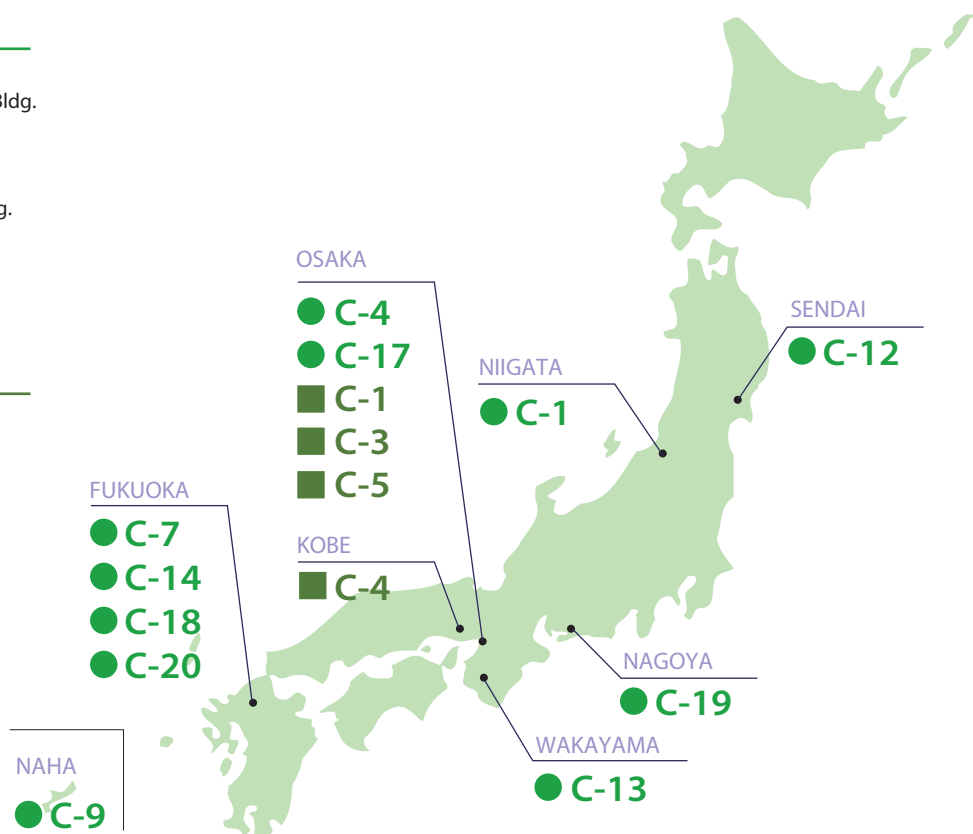 Bldg.
g.
OSAKA
C-4
C-17
C-1
C-3
C-5
SENDAI
C-12
NIIGATA
C-1
FUKUOKA
C-7
C-14
C-18
C-20
KOBE
C-4
NAGOYA
C-19
WAKAYAMA
C-13
NAHA
C-9